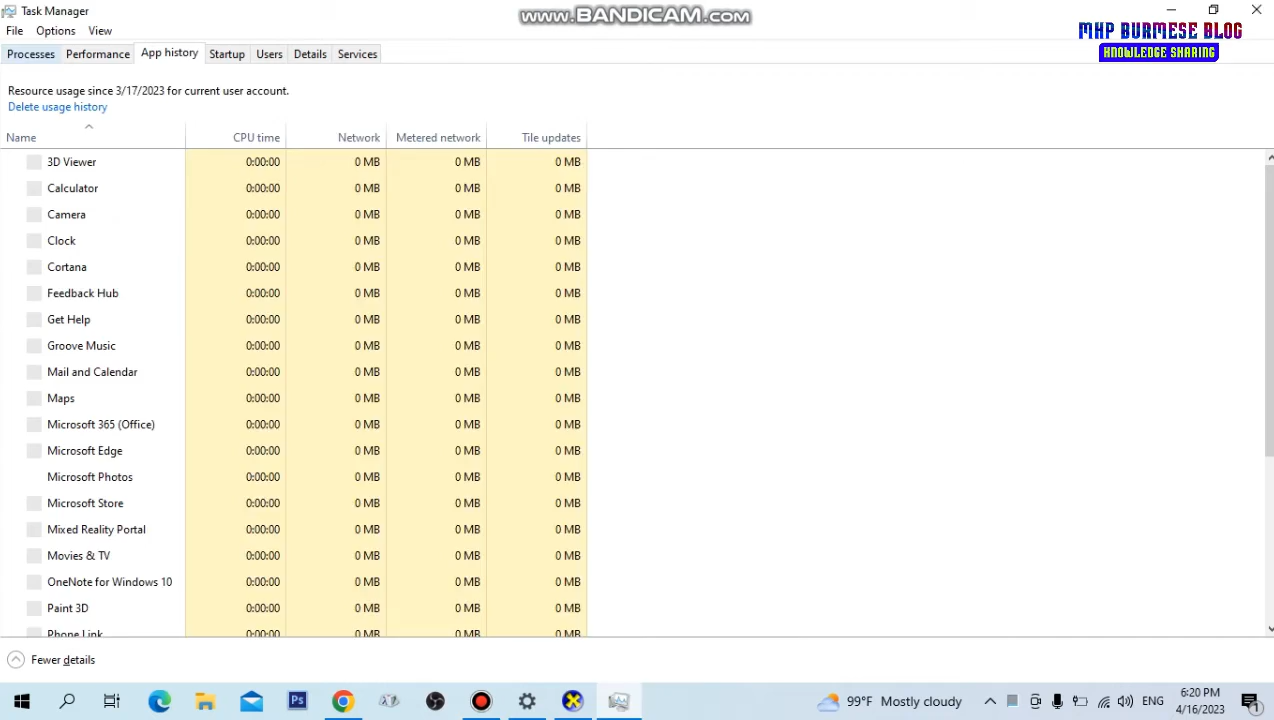 Task Manager
www.BANDICAM.com
File Options View
MHP BURMESE BLOG
KNOWLEDGE SHARING
Processes Performance App history Startup Users Details Services
Resource usage since 3/17/2023 for current user account.
Delete usage history
Name CPU time Network Metered network Tile updates
3D Viewer 0:00:00 0 MB 0 MB 0 MB
Calculator 0:00:00 0 MB 0 MB 0 MB
Camera 0:00:00 0 MB 0 MB 0 MB
Clock 0:00:00 0 MB 0 MB 0 MB
Cortana 0:00:00 0 MB 0 MB 0 MB
Feedback Hub 0:00:00 0 MB 0 MB 0 MB
Get Help 0:00:00 0 MB 0 MB 0 MB
Groove Music 0:00:00 0 MB 0 MB 0 MB
Mail and Calendar 0:00:00 0 MB 0 MB 0 MB
Maps 0:00:00 0 MB 0 MB 0 MB
Microsoft 365 (Office) 0:00:00 0 MB 0 MB 0 MB
Microsoft Edge 0:00:00 0 MB 0 MB 0 MB
Microsoft Photos 0:00:00 0 MB 0 MB 0 MB
Microsoft Store 0:00:00 0 MB 0 MB 0 MB
Mixed Reality Portal 0:00:00 0 MB 0 MB 0 MB
Movies & TV 0:00:00 0 MB 0 MB 0 MB
OneNote for Windows 10 0:00:00 0 MB 0 MB 0 MB
Paint 3D 0:00:00 0 MB 0 MB 0 MB
Phone Link 0:00:00 0 MB 0 MB 0 MB
Fewer details
Ps 99°F Mostly cloudy ENG 6:20 PM
4/16/2023 1